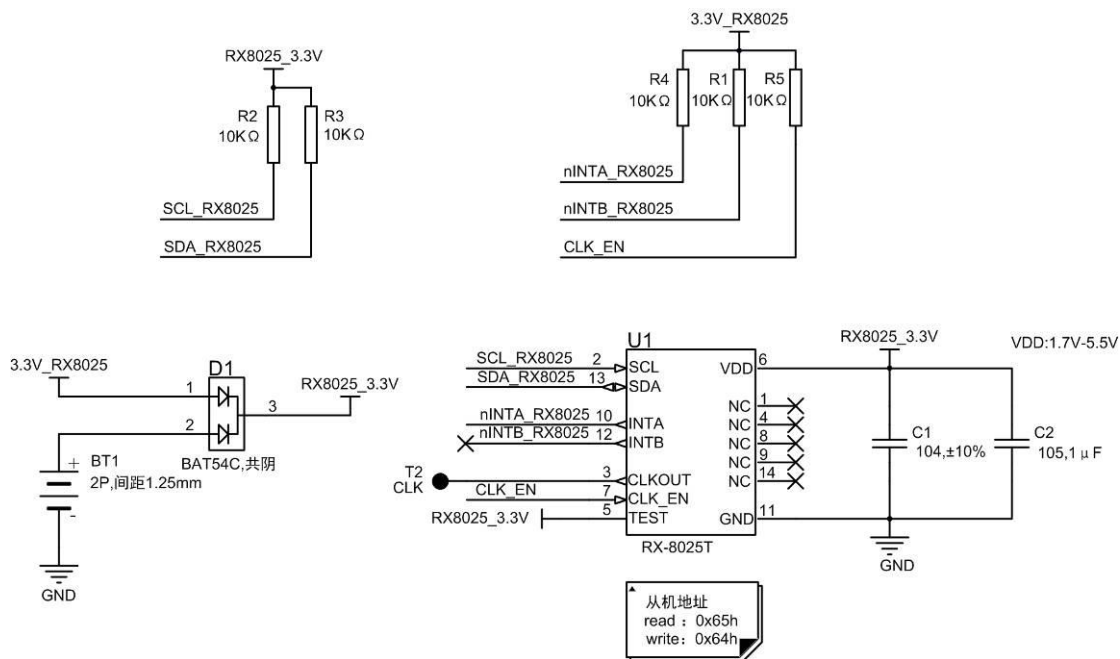 RX8025_3.3V
R2
10KΩ
R3
10KΩ
SCL_RX8025
SDA_RX8025
3.3V_RX8025
R4
10KΩ
R1
10KΩ
R5
10KΩ
nINTA_RX8025
nINTB_RX8025
CLK_EN
3.3V_RX8025
D1
1
2
3
RX8025_3.3V
BAT54C,共阴
+
BT1
2P,间距1.25mm
-
GND
U1
SCL_RX8025 2 SCL
SDA_RX8025 13 SDA
nINTA_RX8025 10 INTA
nINTB_RX8025 12 INTB
T2
CLK
3 CLKOUT
CLK_EN 7 CLK_EN
RX8025_3.3V 5 TEST
VDD 6
NC 1
NC 4
NC 8
NC 9
NC 14
GND 11
RX-8025T
RX8025_3.3V
VDD:1.7V-5.5V
C1
104,±10%
C2
105,1μF
GND
从机地址
read：0x65h
write：0x64h